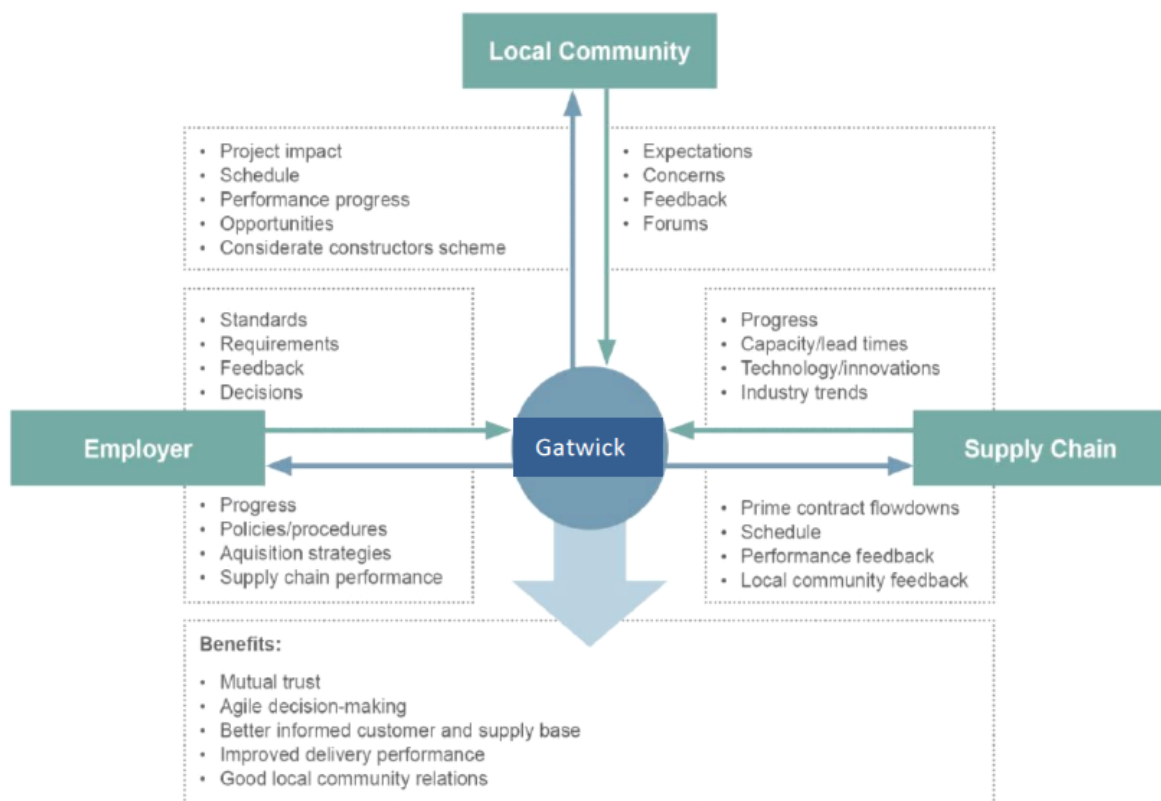 Local Community
• Project impact
• Schedule
• Performance progress
• Opportunities
• Considerate constructors scheme
• Expectations
• Concerns
• Feedback
• Forums
• Standards
• Requirements
• Feedback
• Decisions
• Progress
• Capacity/lead times
• Technology/innovations
• Industry trends
Employer
Gatwick
Supply Chain
• Progress
• Policies/procedures
• Aquisition strategies
• Supply chain performance
• Prime contract flowdowns
• Schedule
• Performance feedback
• Local community feedback
Benefits:
• Mutual trust
• Agile decision-making
• Better informed customer and supply base
• Improved delivery performance
• Good local community relations